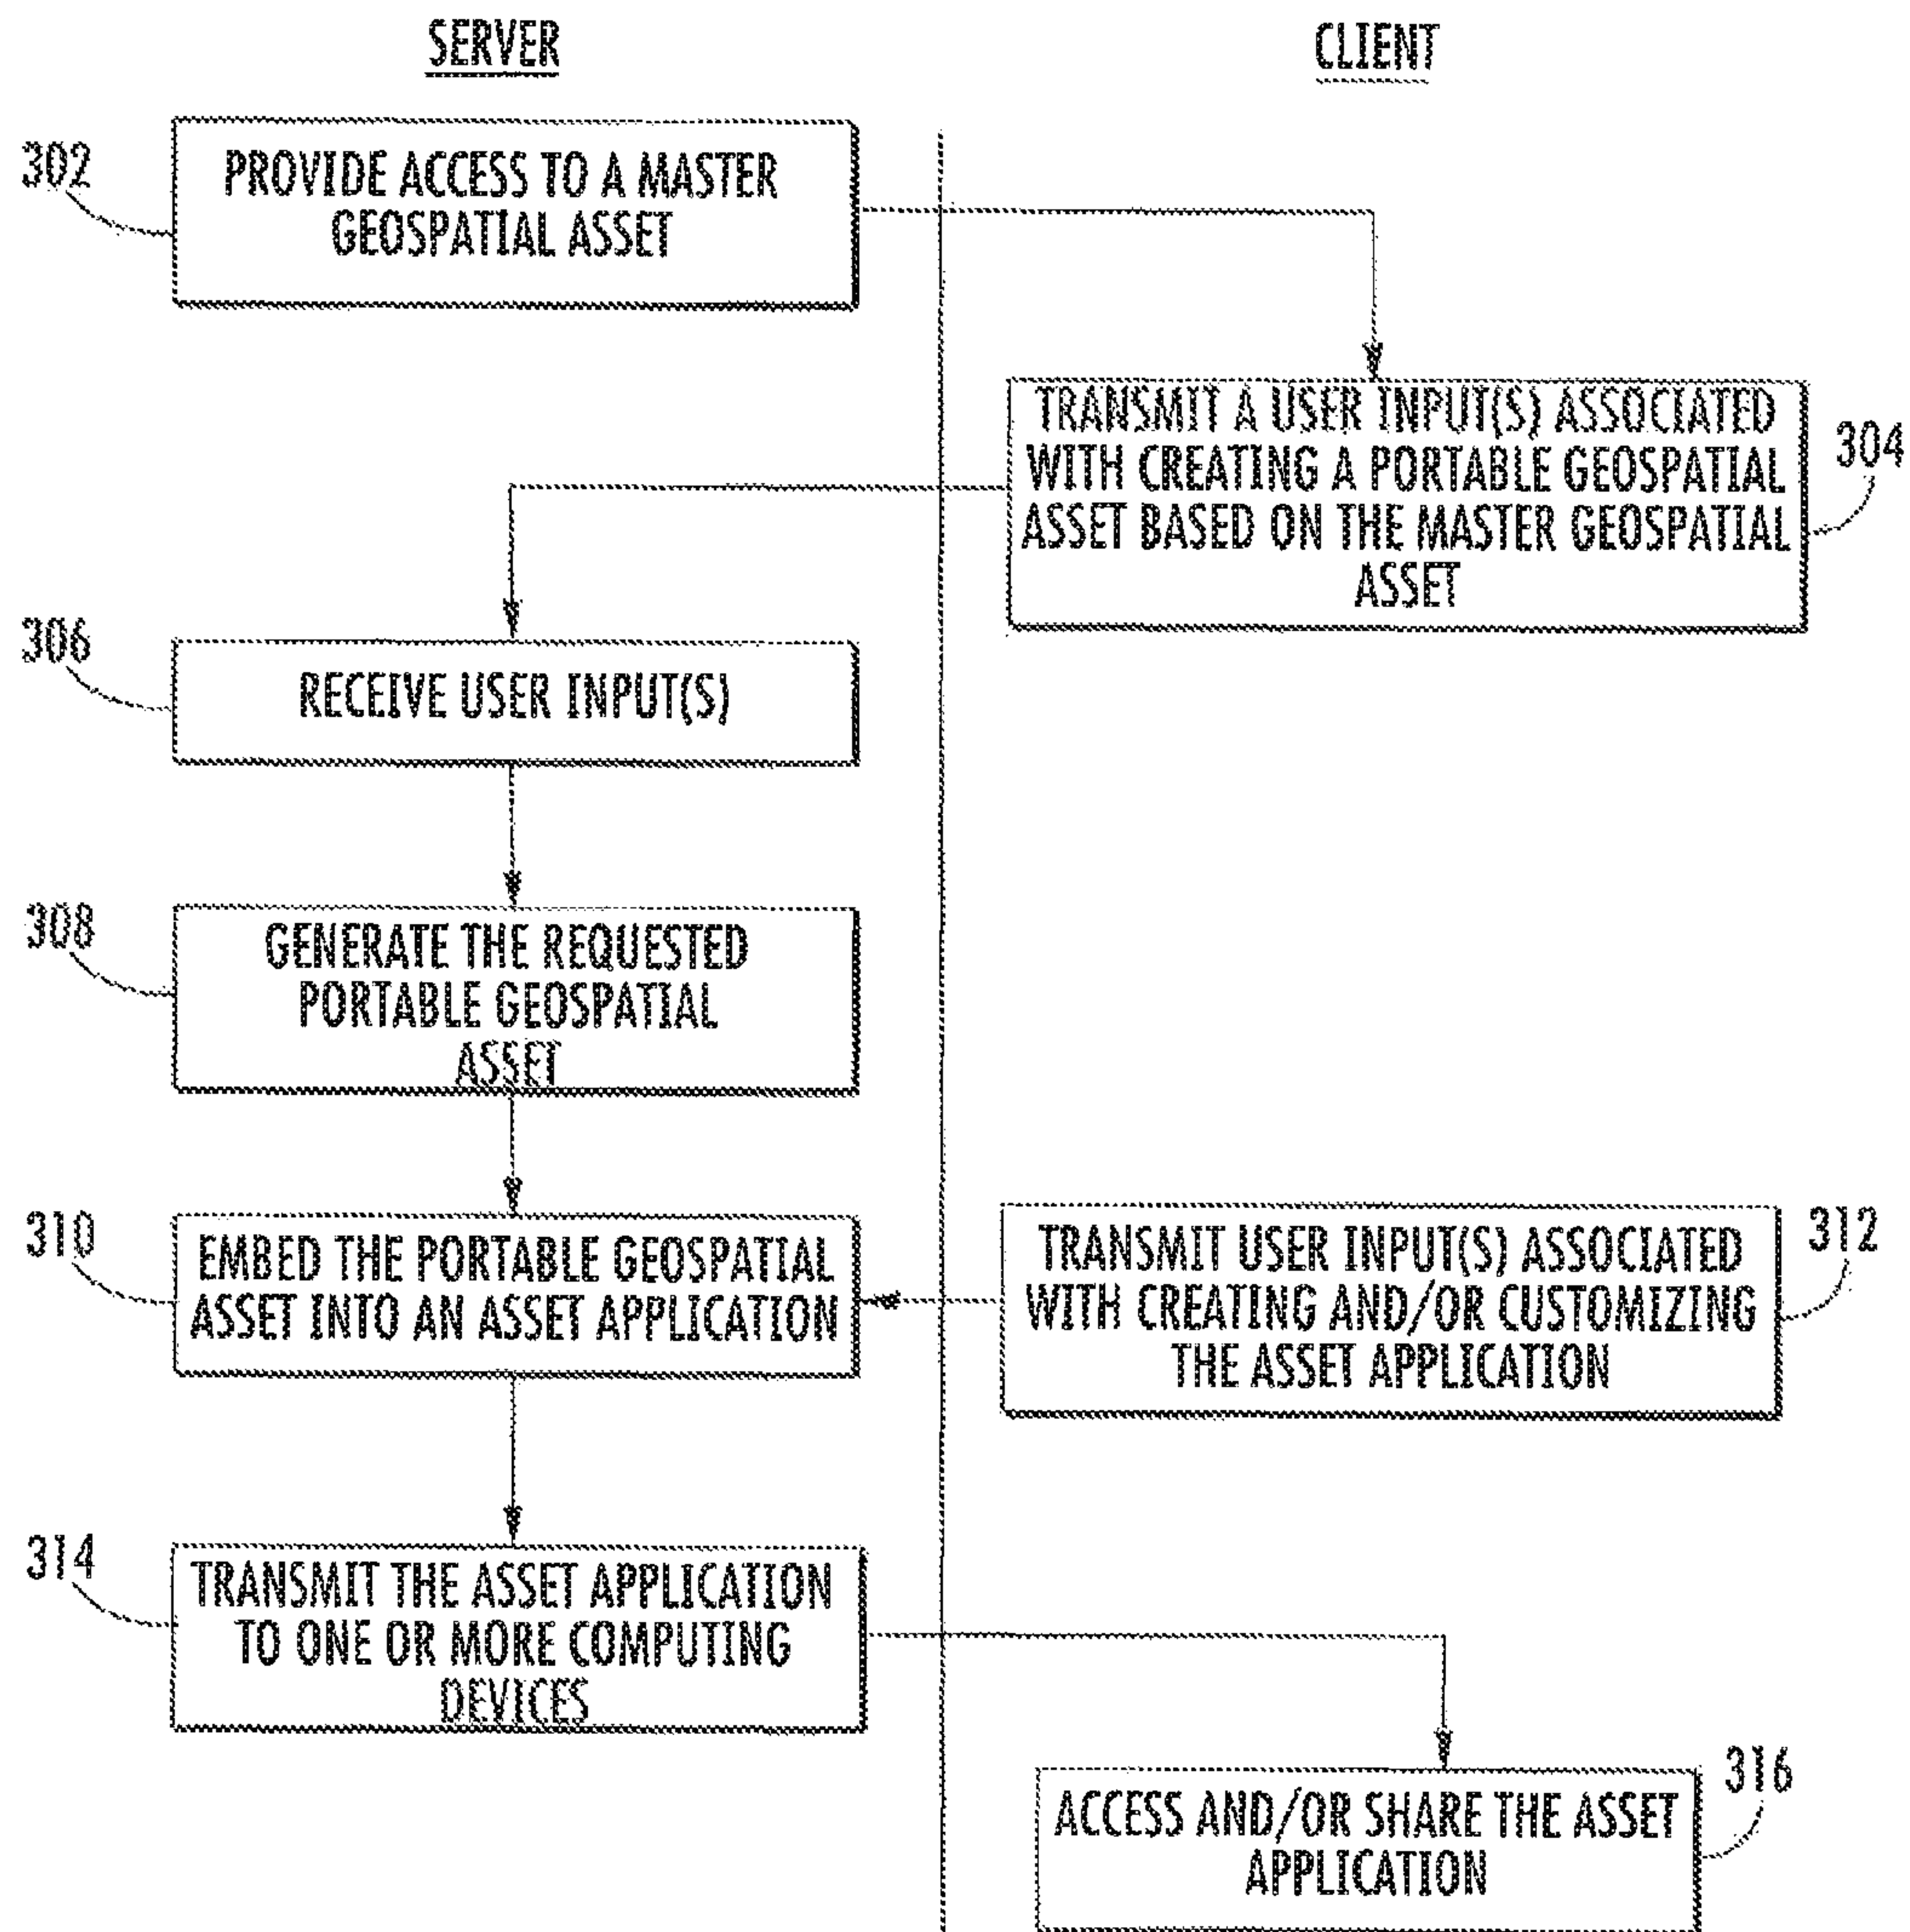 SERVER
CLIENT
302
PROVIDE ACCESS TO A MASTER
GEOSPATIAL ASSET
TRANSMIT A USER INPUT(S) ASSOCIATED
WITH CREATING A PORTABLE GEOSPATIAL
ASSET BASED ON THE MASTER GEOSPATIAL
ASSET
304
306
RECEIVE USER INPUT(S)
308
GENERATE THE REQUESTED
PORTABLE GEOSPATIAL
ASSET
310
EMBED THE PORTABLE GEOSPATIAL
ASSET INTO AN ASSET APPLICATION
TRANSMIT USER INPUT(S) ASSOCIATED
WITH CREATING AND/OR CUSTOMIZING
THE ASSET APPLICATION
312
314
TRANSMIT THE ASSET APPLICATION
TO ONE OR MORE COMPUTING
DEVICES
316
ACCESS AND/OR SHARE THE ASSET
APPLICATION